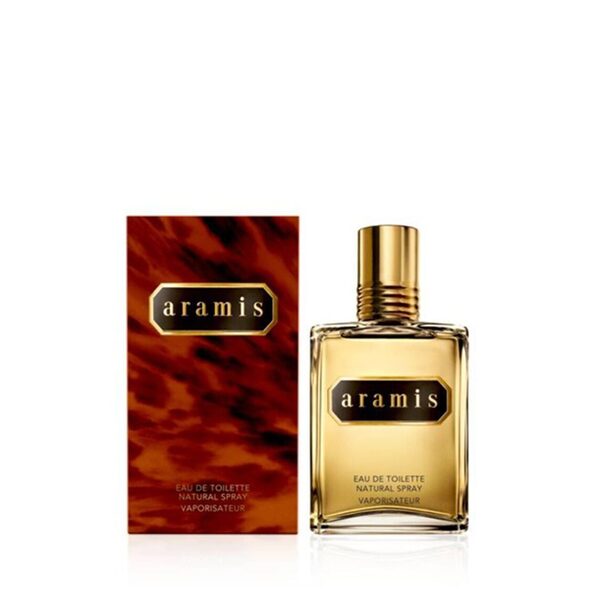 aramis
EAU DE TOILETTE
NATURAL SPRAY
VAPORISATEUR
aramis
EAU DE TOILETTE
NATURAL SPRAY
VAPORISATEUR